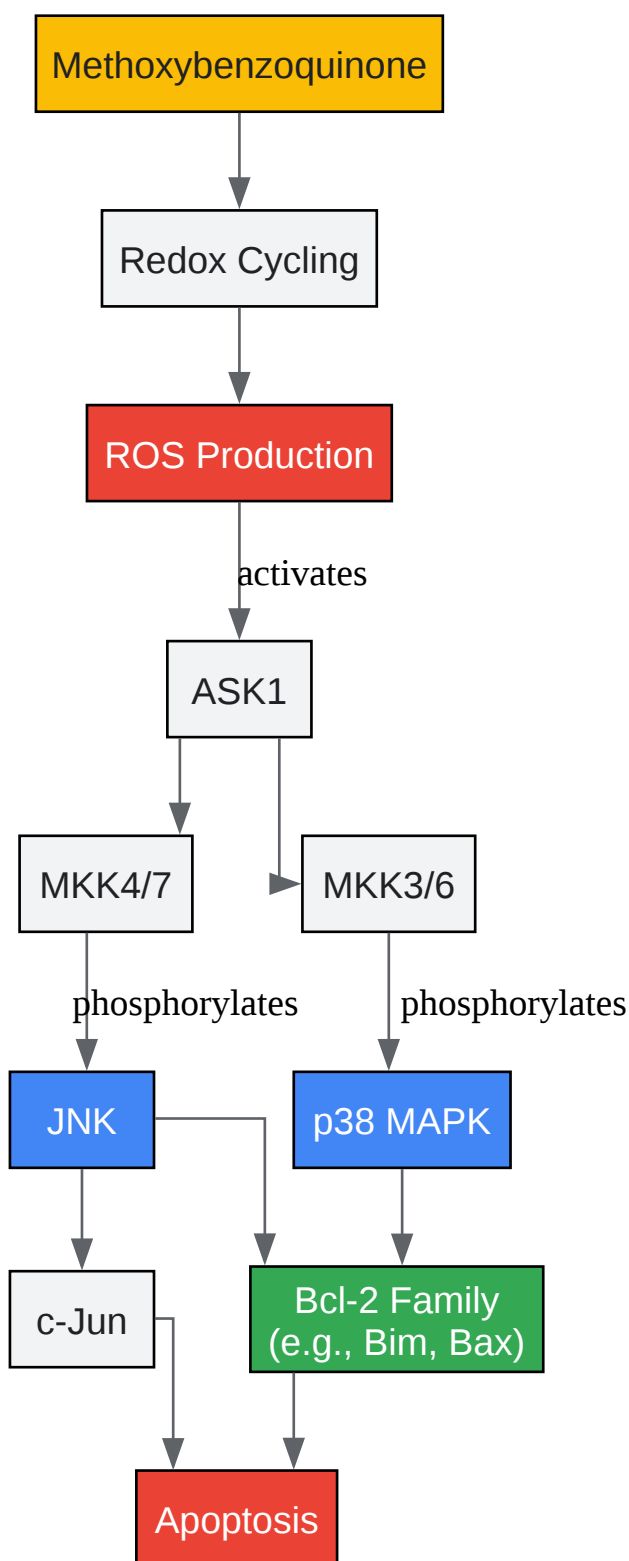 Methoxybenzoquinone
Redox Cycling
ROS Production
activates
ASK1
MKK4/7
MKK3/6
phosphorylates
phosphorylates
JNK
p38 MAPK
c-Jun
Bcl-2 Family
(e.g., Bim, Bax)
Apoptosis